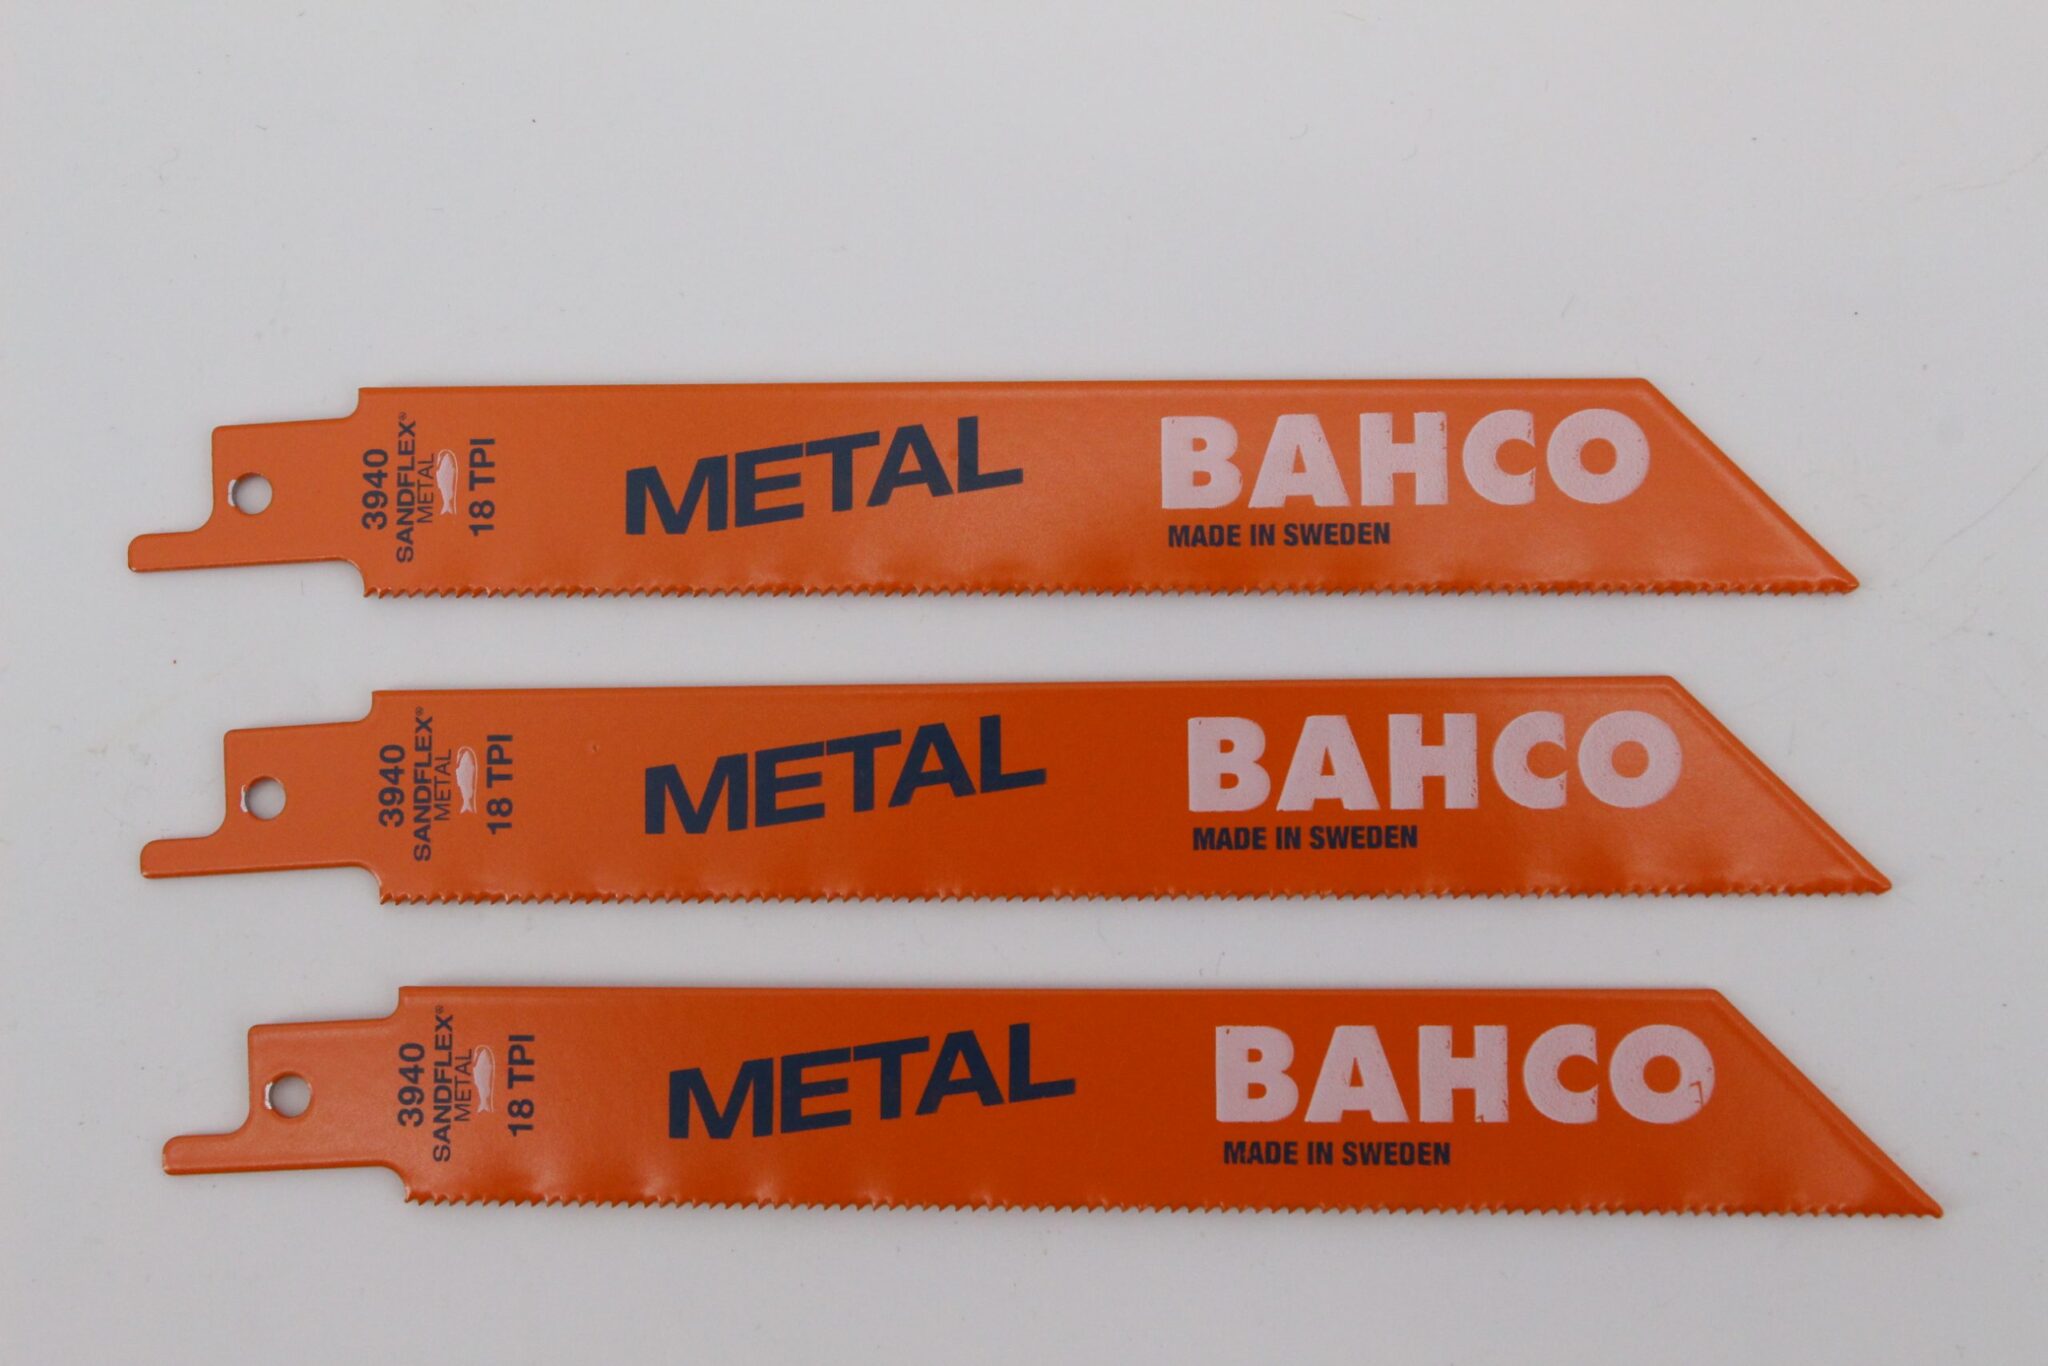 3940
SANDFLEX®
METAL
18 TPI
METAL
BAHCO
MADE IN SWEDEN
3940
SANDFLEX®
METAL
18 TPI
METAL
BAHCO
MADE IN SWEDEN
3940
SANDFLEX®
METAL
18 TPI
METAL
BAHCO
MADE IN SWEDEN